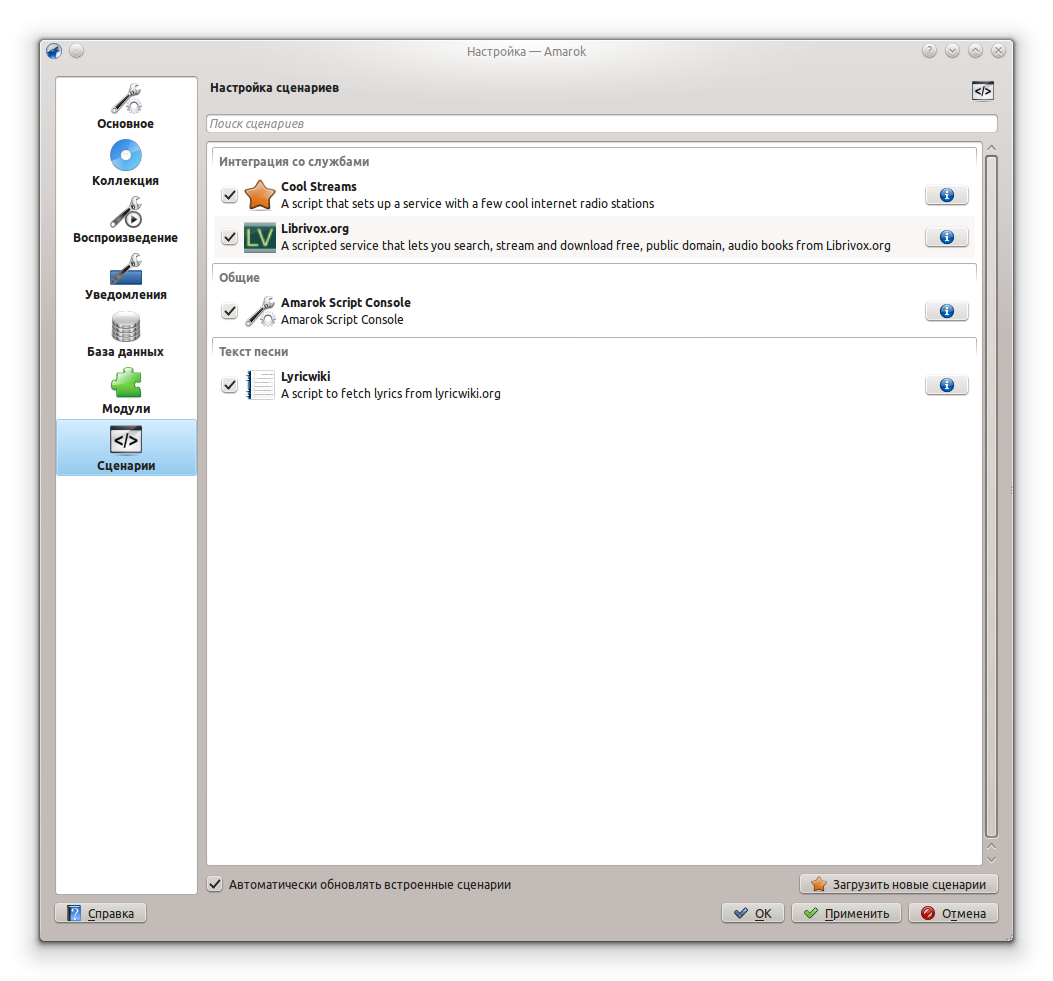 Настройка — Amarok
Основное
Коллекция
Воспроизведение
Уведомления
База данных
Модули
</>
Сценарии
Настройка сценариев
</>
Поиск сценариев
Интеграция со службами
Cool Streams
A script that sets up a service with a few cool internet radio stations
LV
Librivox.org
A scripted service that lets you search, stream and download free, public domain, audio books from Librivox.org
Общие
Amarok Script Console
Amarok Script Console
Текст песни
Lyricwiki
A script to fetch lyrics from lyricwiki.org
Автоматически обновлять встроенные сценарии
Загрузить новые сценарии
Справка
OK
Применить
Отмена